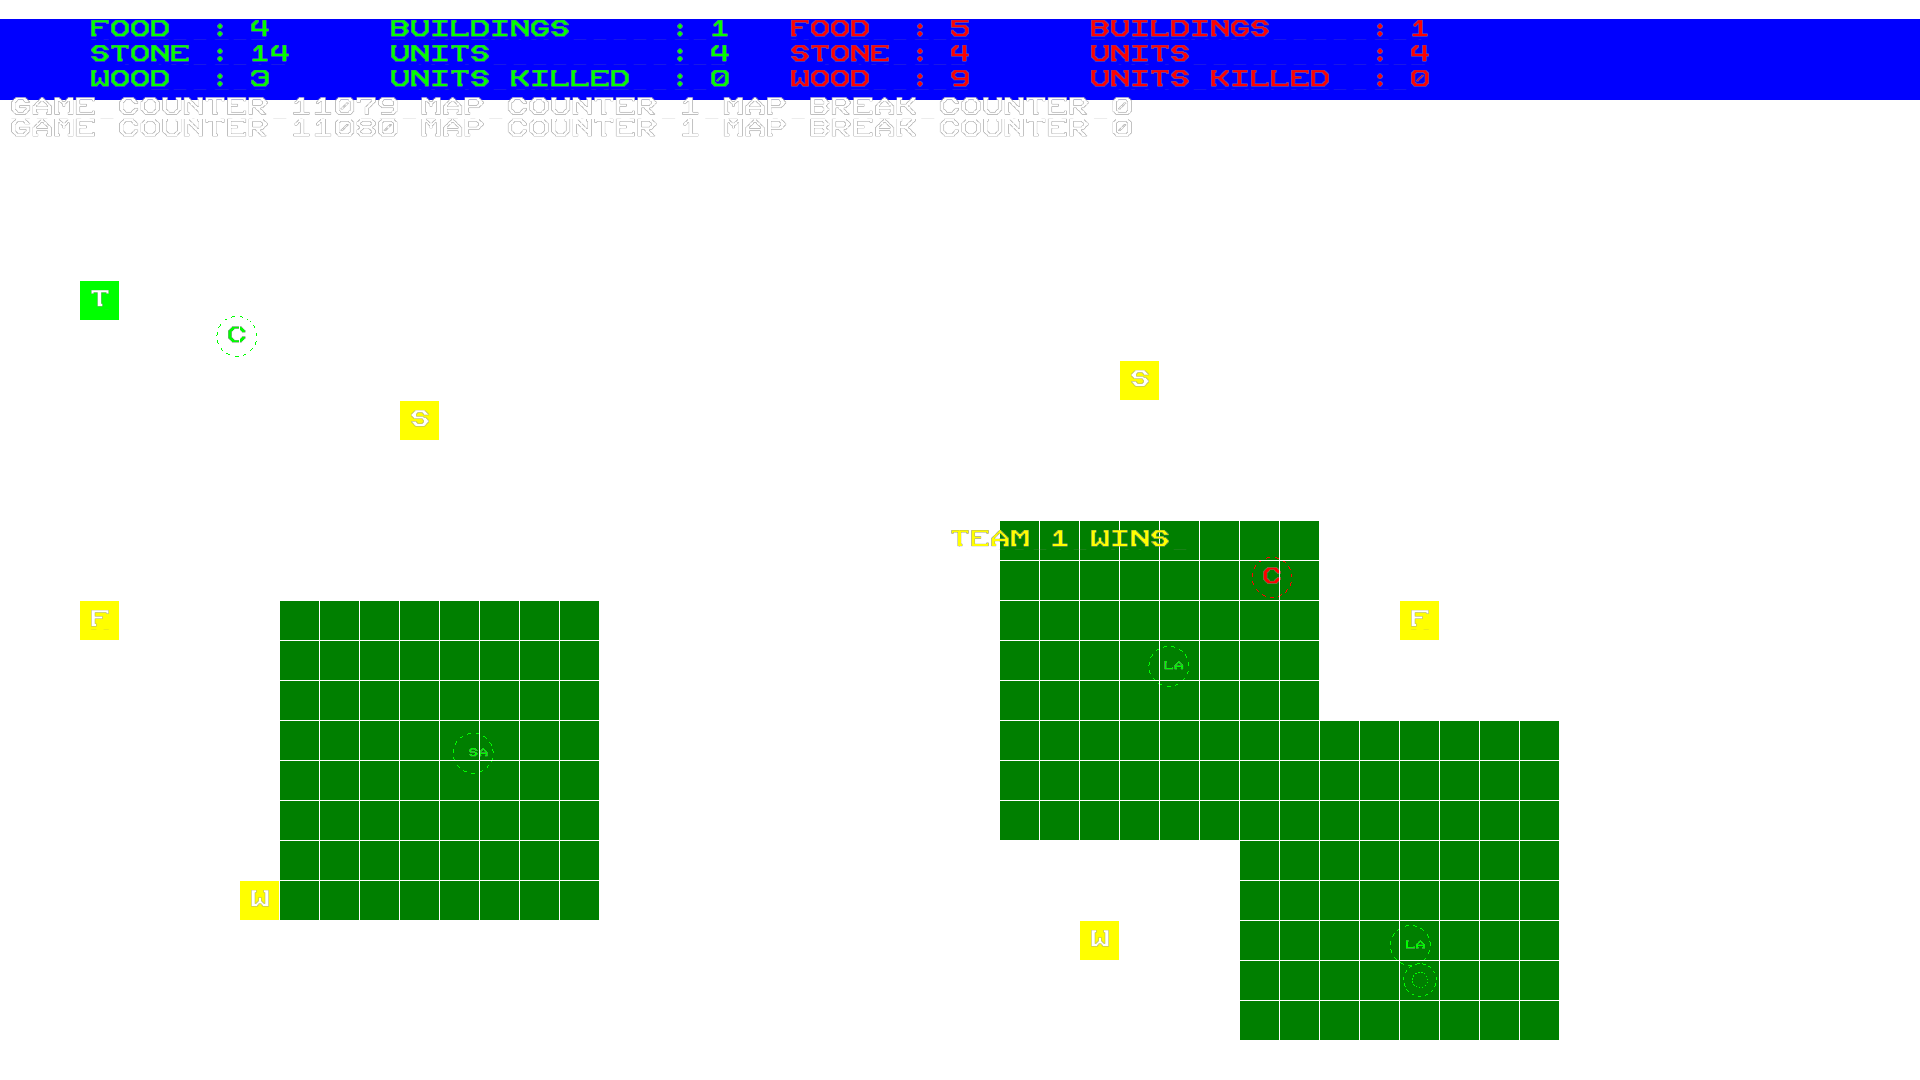 FOOD : 4 BUILDINGS : 1 FOOD : 5 BUILDINGS : 1
STONE : 14 UNITS : 4 STONE : 4 UNITS : 4
WOOD : 3 UNITS KILLED : 0 WOOD : 9 UNITS KILLED : 0
GAME COUNTER 11079 MAP COUNTER 1 MAP BREAK COUNTER 0
GAME COUNTER 11080 MAP COUNTER 1 MAP BREAK COUNTER 0
T
C
S
S
TEAM 1 WINS
C
F
F
LA
SA
W
W
LA